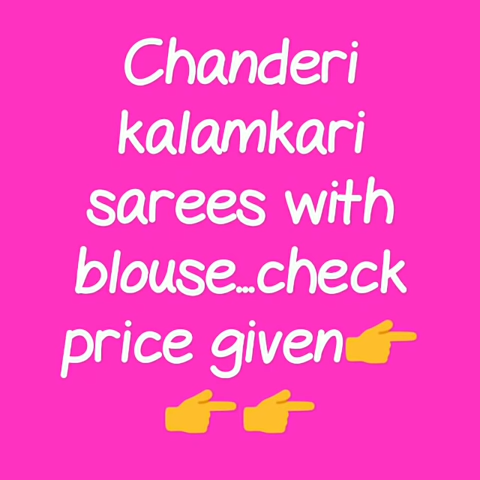 Chanderi
kalamkari
sarees with
blouse...check
price given👉
👉👉